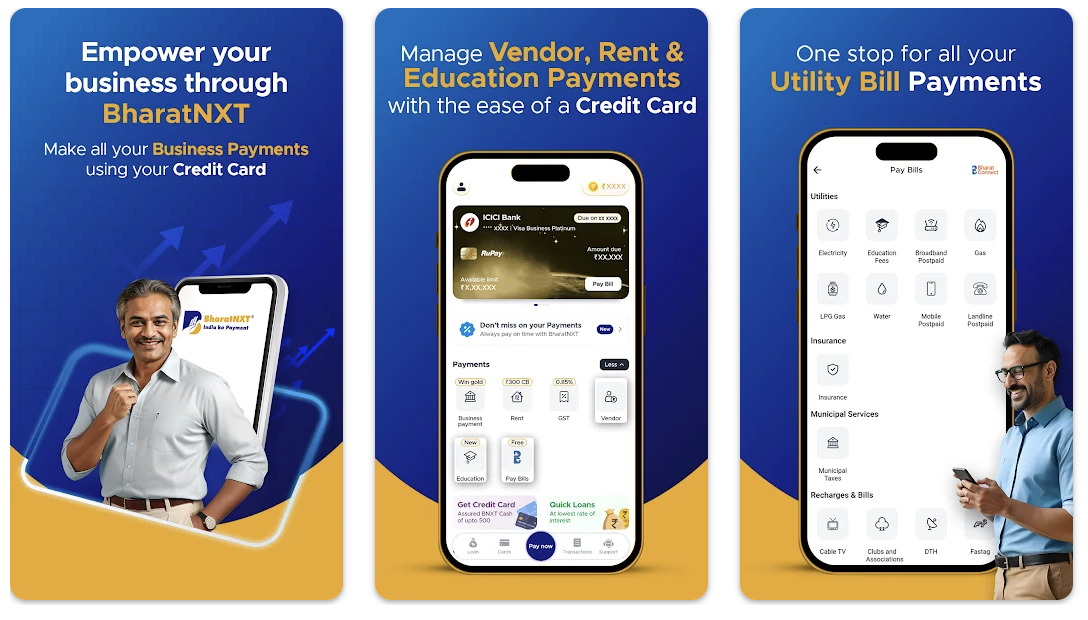 Empower your
business through
BharatNXT
Make all your Business Payments
using your Credit Card
BharatNXT®
India ka Payment
Manage Vendor, Rent &
Education Payments
with the ease of a Credit Card
₹XXXX
ICICI Bank
Due on xx xxxx
XXXX | Visa Business Platinum
RuPay
Amount due
₹XX,XXX
Available limit
₹X,XX,XXX
Pay Bill
Don't miss on your Payments
Always pay on time with BharatNXT
New
Payments
Less
Win gold
₹300 CB
0.85%
Business
payment
Rent
GST
Vendor
New
Free
Education
Pay Bills
Get Credit Card
Assured BNXT Cash
of upto 500
Quick Loans
At lowest rate of
interest
Loan
Cards
Pay now
Transactions
Support
One stop for all your
Utility Bill Payments
Pay Bills
Bharat
Connect
Utilities
Electricity
Education
Fees
Broadband
Postpaid
Gas
LPG Gas
Water
Mobile
Postpaid
Landline
Postpaid
Insurance
Insurance
Municipal Services
Municipal
Taxes
Recharges & Bills
Cable TV
Clubs and
Associations
DTH
Fastag